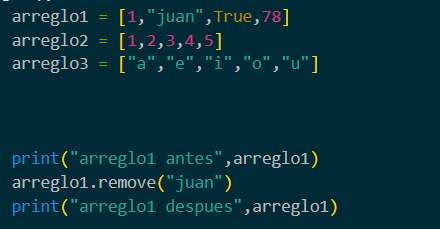 arreglo1 = [1,"juan",True,78]
arreglo2 = [1,2,3,4,5]
arreglo3 = ["a","e","i","o","u"]
print("arreglo1 antes",arreglo1)
arreglo1.remove("juan")
print("arreglo1 despues",arreglo1)